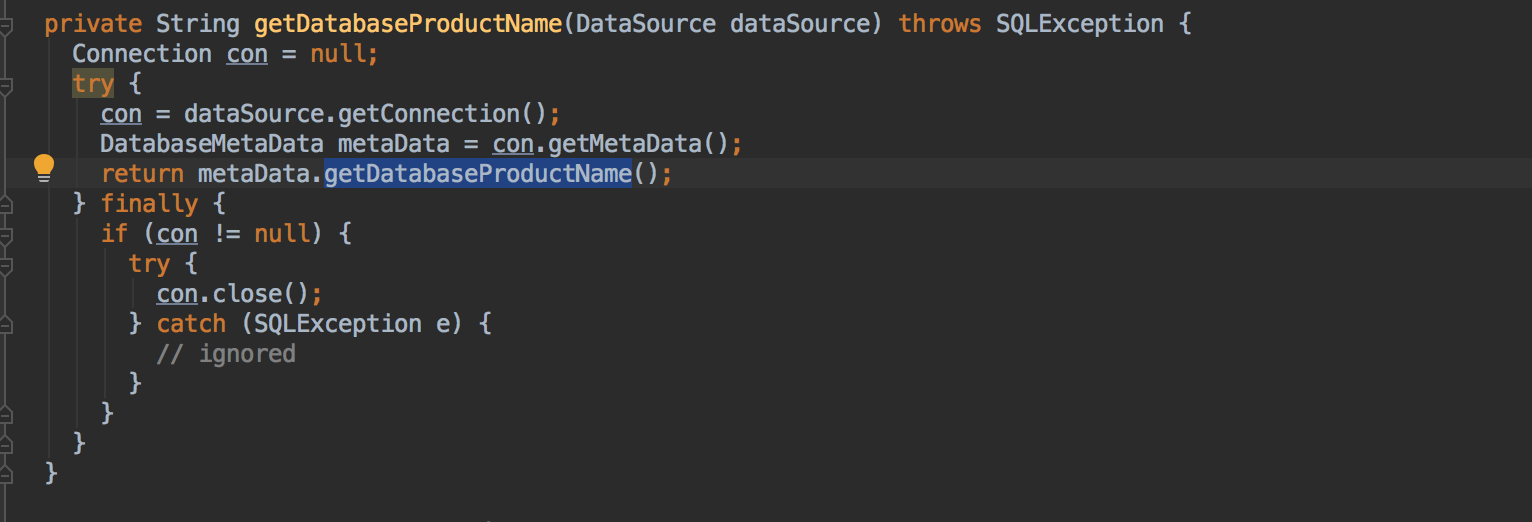 private String getDatabaseProductName(DataSource dataSource) throws SQLException {
Connection con = null;
try {
con = dataSource.getConnection();
DatabaseMetaData metaData = con.getMetaData();
return metaData.getDatabaseProductName();
} finally {
if (con != null) {
try {
con.close();
} catch (SQLException e) {
// ignored
}
}
}
}